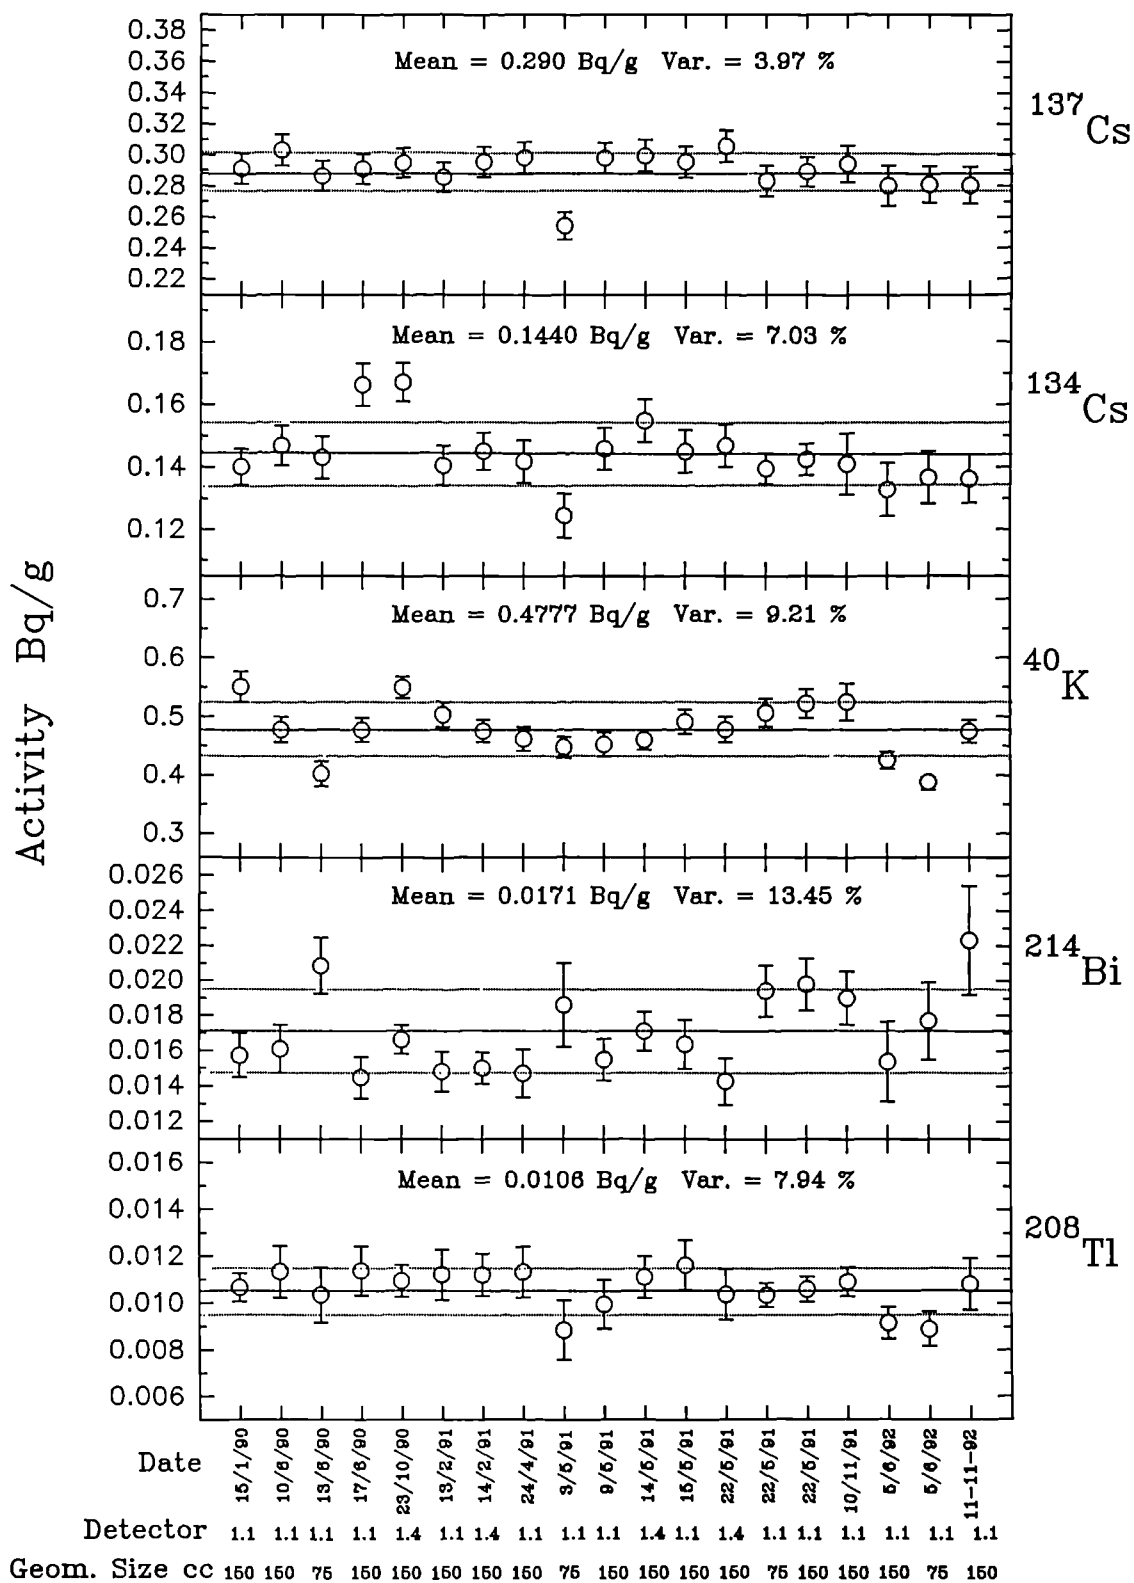 0.38
0.36
0.34
0.32
0.30
0.28
0.26
0.24
0.22
Mean = 0.290 Bq/g Var. = 3.97 %
137Cs
0.18
0.16
0.14
0.12
Mean = 0.1440 Bq/g Var. = 7.03 %
134Cs
Activity Bq/g
0.7
0.6
0.5
0.4
0.3
Mean = 0.4777 Bq/g Var. = 9.21 %
40K
0.026
0.024
0.022
0.020
0.018
0.016
0.014
0.012
Mean = 0.0171 Bq/g Var. = 13.45 %
214Bi
0.016
0.014
0.012
0.010
0.008
0.006
Mean = 0.0106 Bq/g Var. = 7.94 %
208Tl
Date 15/1/90 10/6/90 13/6/90 17/6/90 23/10/90 13/2/91 14/2/91 24/4/91 3/5/91 9/5/91 14/5/91 15/5/91 22/5/91 22/5/91 22/5/91 10/11/91 5/6/92 5/6/92 11-11-92
Detector 1.1 1.1 1.1 1.1 1.4 1.1 1.4 1.1 1.1 1.1 1.4 1.1 1.4 1.1 1.1 1.1 1.1 1.1 1.1
Geom. Size cc 150 150 75 150 150 150 150 150 75 150 150 150 150 150 75 150 150 75 150